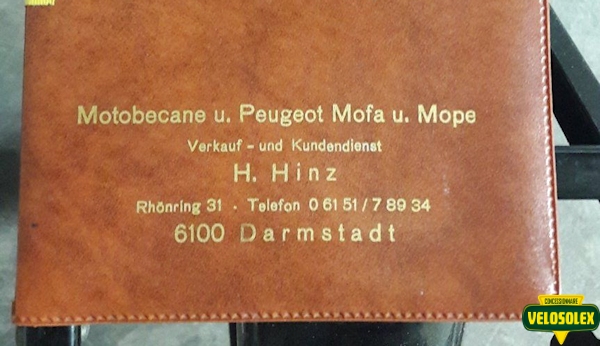 Motobecane u. Peugeot Mofa u. Mope
Verkauf - und Kundendienst
H. Hinz
Rhönring 31 - Telefon 0 61 51 / 7 89 34
6100 Darmstadt
CONCESSIONNAIRE
VELOSOLEX